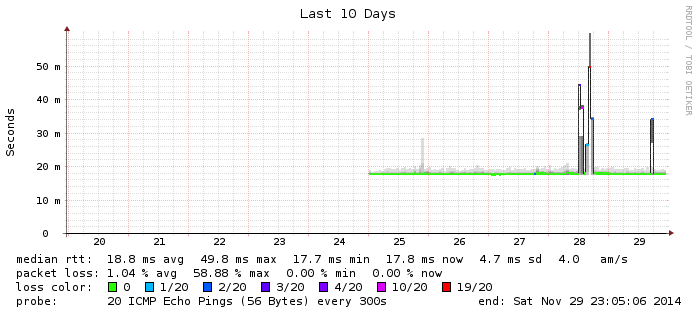 Last 10 Days
RRDTOOL / TOBI OETIKER
Seconds
50 m
40 m
30 m
20 m
10 m
0
20 21 22 23 24 25 26 27 28 29
median rtt: 18.8 ms avg 49.8 ms max 17.7 ms min 17.8 ms now 4.7 ms sd 4.0 am/s
packet loss: 1.04 % avg 58.88 % max 0.00 % min 0.00 % now
loss color: 0 1/20 2/20 3/20 4/20 10/20 19/20
probe: 20 ICMP Echo Pings (56 Bytes) every 300s end: Sat Nov 29 23:05:06 2014